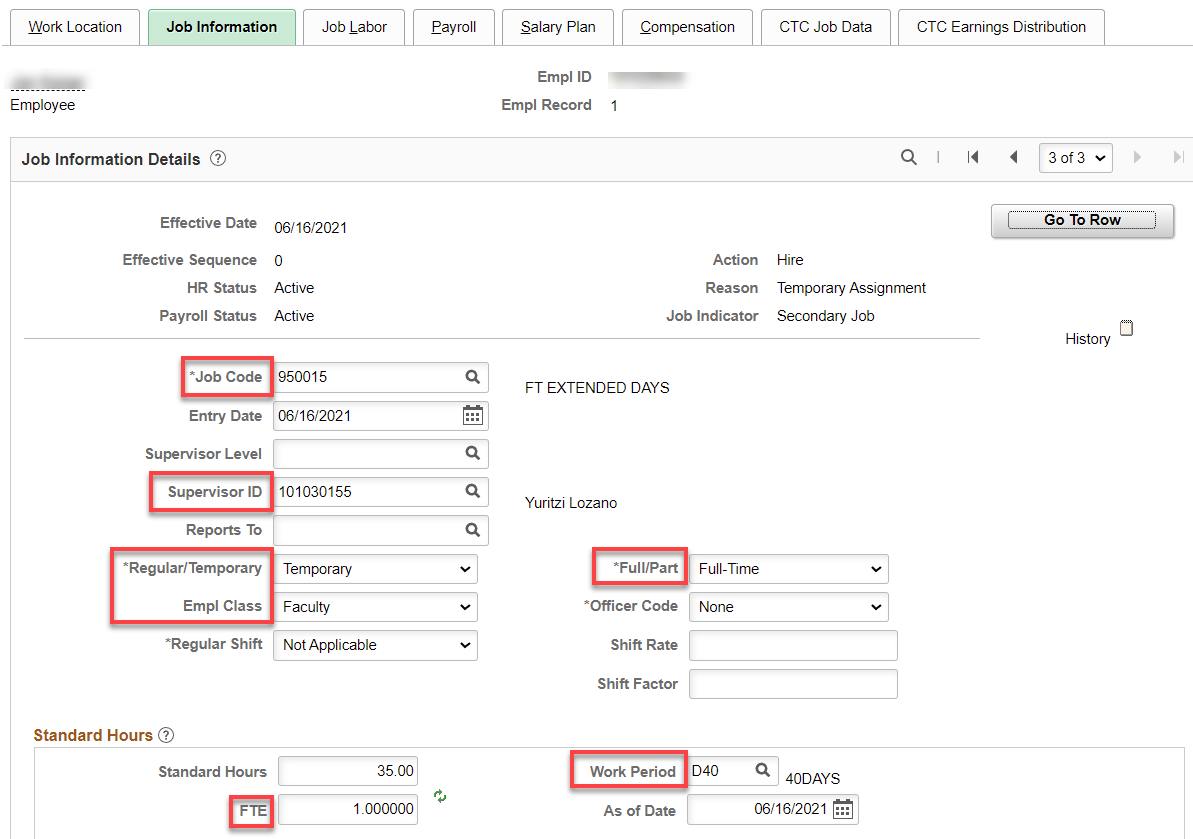 Work Location Job Information Job Labor Payroll Salary Plan Compensation CTC Job Data CTC Earnings Distribution
Empl ID
Employee Empl Record 1
Job Information Details ? 3 of 3
Effective Date 06/16/2021 Go To Row
Effective Sequence 0 Action Hire
HR Status Active Reason Temporary Assignment
Payroll Status Active Job Indicator Secondary Job
History
*Job Code 950015 FT EXTENDED DAYS
Entry Date 06/16/2021
Supervisor Level
Supervisor ID 101030155 Yuritzi Lozano
Reports To
*Regular/Temporary Temporary *Full/Part Full-Time
Empl Class Faculty *Officer Code None
*Regular Shift Not Applicable Shift Rate
Shift Factor
Standard Hours ?
Standard Hours 35.00 Work Period D40 40DAYS
FTE 1.000000 As of Date 06/16/2021